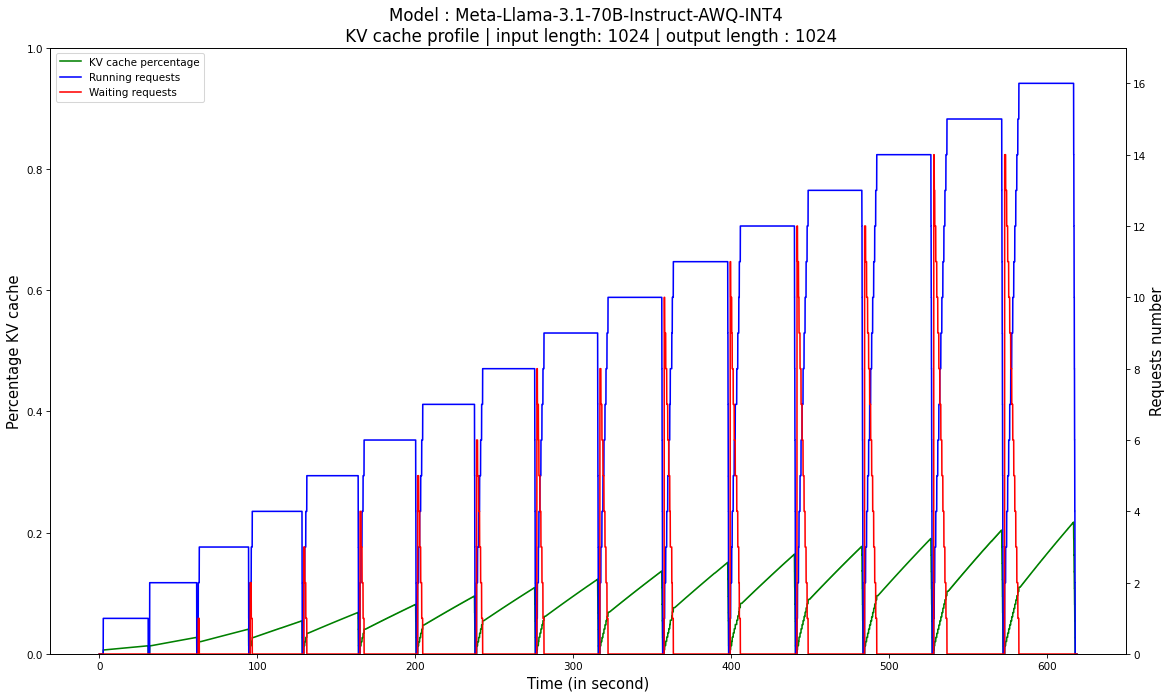 Model : Meta-Llama-3.1-70B-Instruct-AWQ-INT4
KV cache profile | input length: 1024 | output length : 1024
KV cache percentage
Running requests
Waiting requests
Percentage KV cache
1.0
0.8
0.6
0.4
0.2
0.0
0 100 200 300 400 500 600
Time (in second)
16
14
12
10
8
6
4
2
0
Requests number